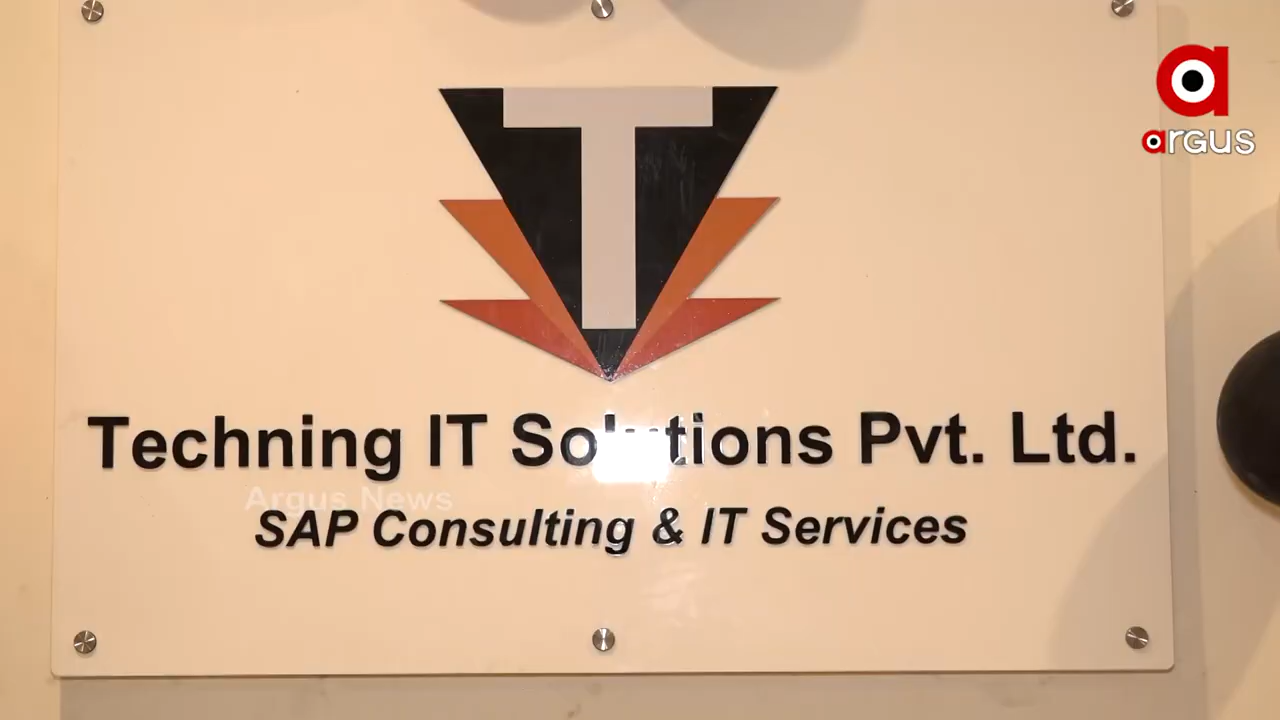 T
argus
Techning IT Solutions Pvt. Ltd.
Argus News
SAP Consulting & IT Services